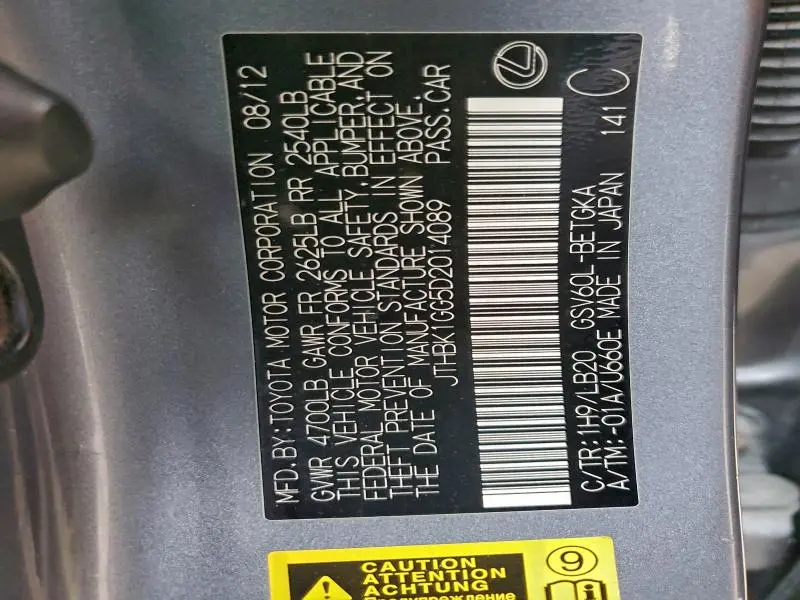 MFD. BY: TOYOTA MOTOR CORPORATION 08/12
GVWR 4700LB GAWR FR 2625LB RR 2540LB
THIS VEHICLE CONFORMS TO ALL APPLICABLE
FEDERAL MOTOR VEHICLE SAFETY, BUMPER, AND
THEFT PREVENTION STANDARDS IN EFFECT ON
THE DATE OF MANUFACTURE SHOWN ABOVE.
JTHBK1GG5D2014089 PASS. CAR
C/TR:1H9/LB20 GSV60L-BETGKA
A/TM:-01A/U660E MADE IN JAPAN
141 C
CAUTION
ATTENTION
ACHTUNG
Предупреждение
9